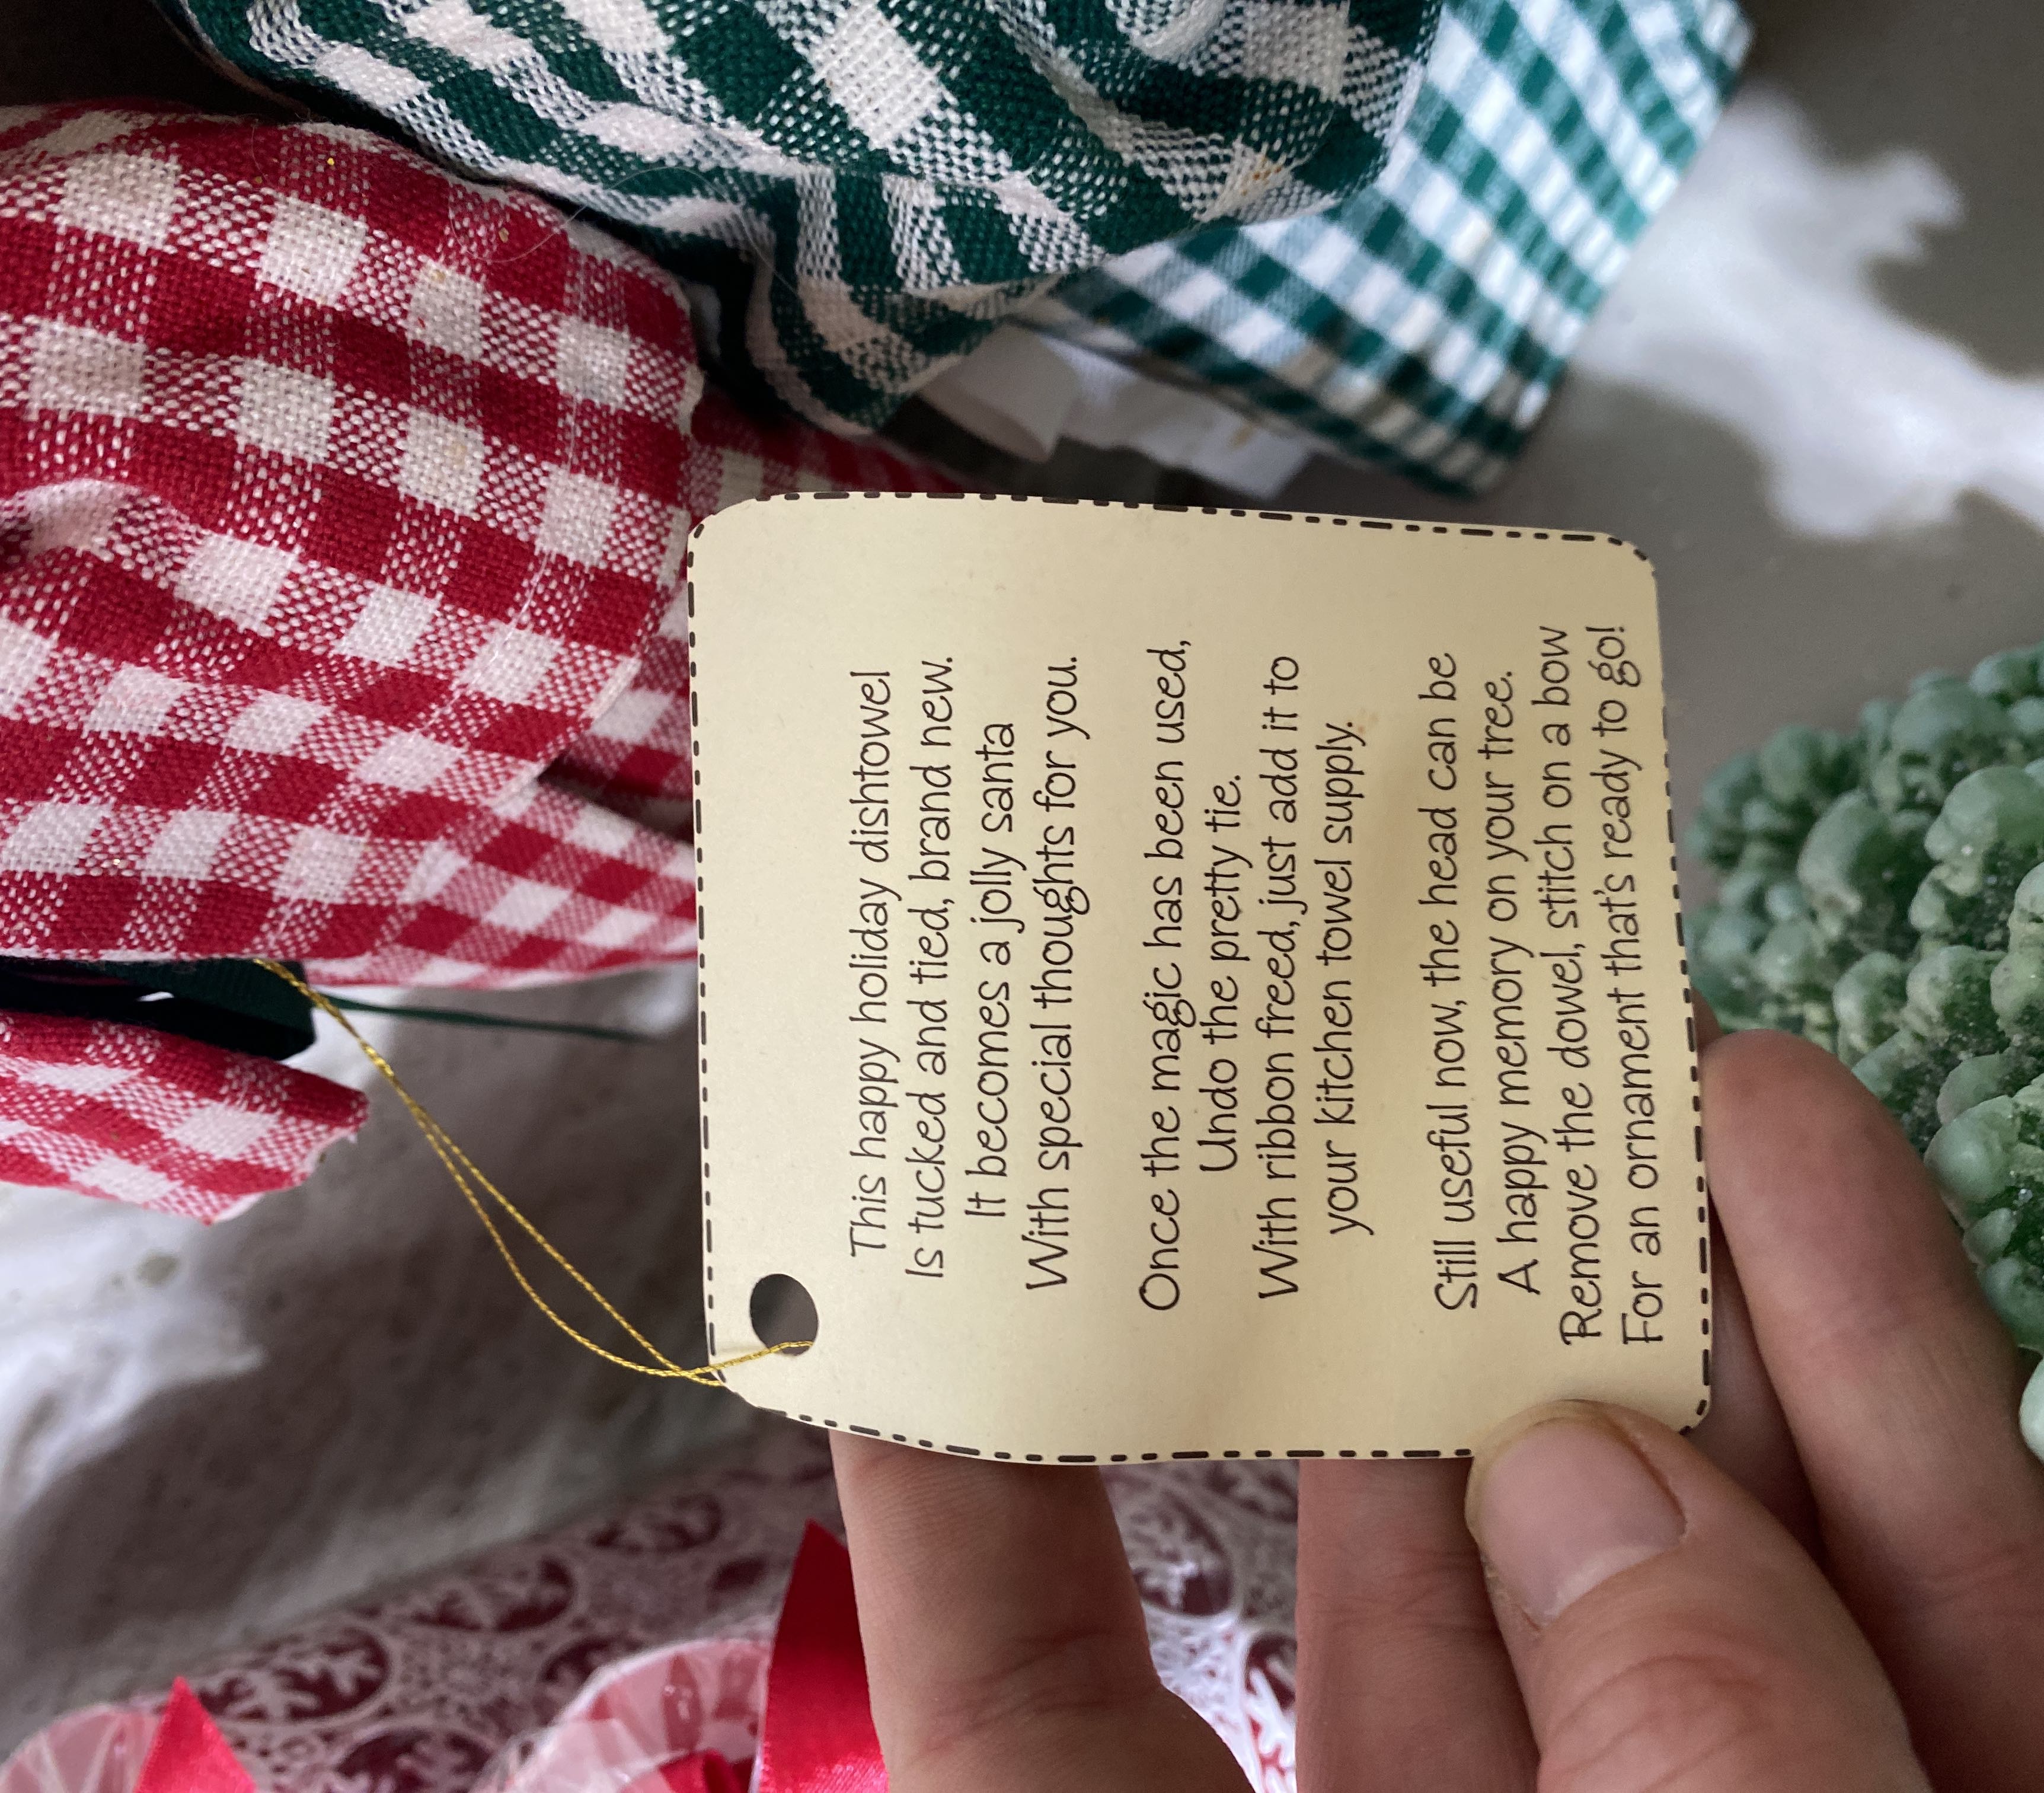 This happy holiday dishtowel
Is tucked and tied, brand new.
It becomes a jolly santa
With special thoughts for you.
Once the magic has been used,
Undo the pretty tie.
With ribbon freed, just add it to
your kitchen towel supply.
Still useful now, the head can be
A happy memory on your tree.
Remove the dowel, stitch on a bow
For an ornament that's ready to go!